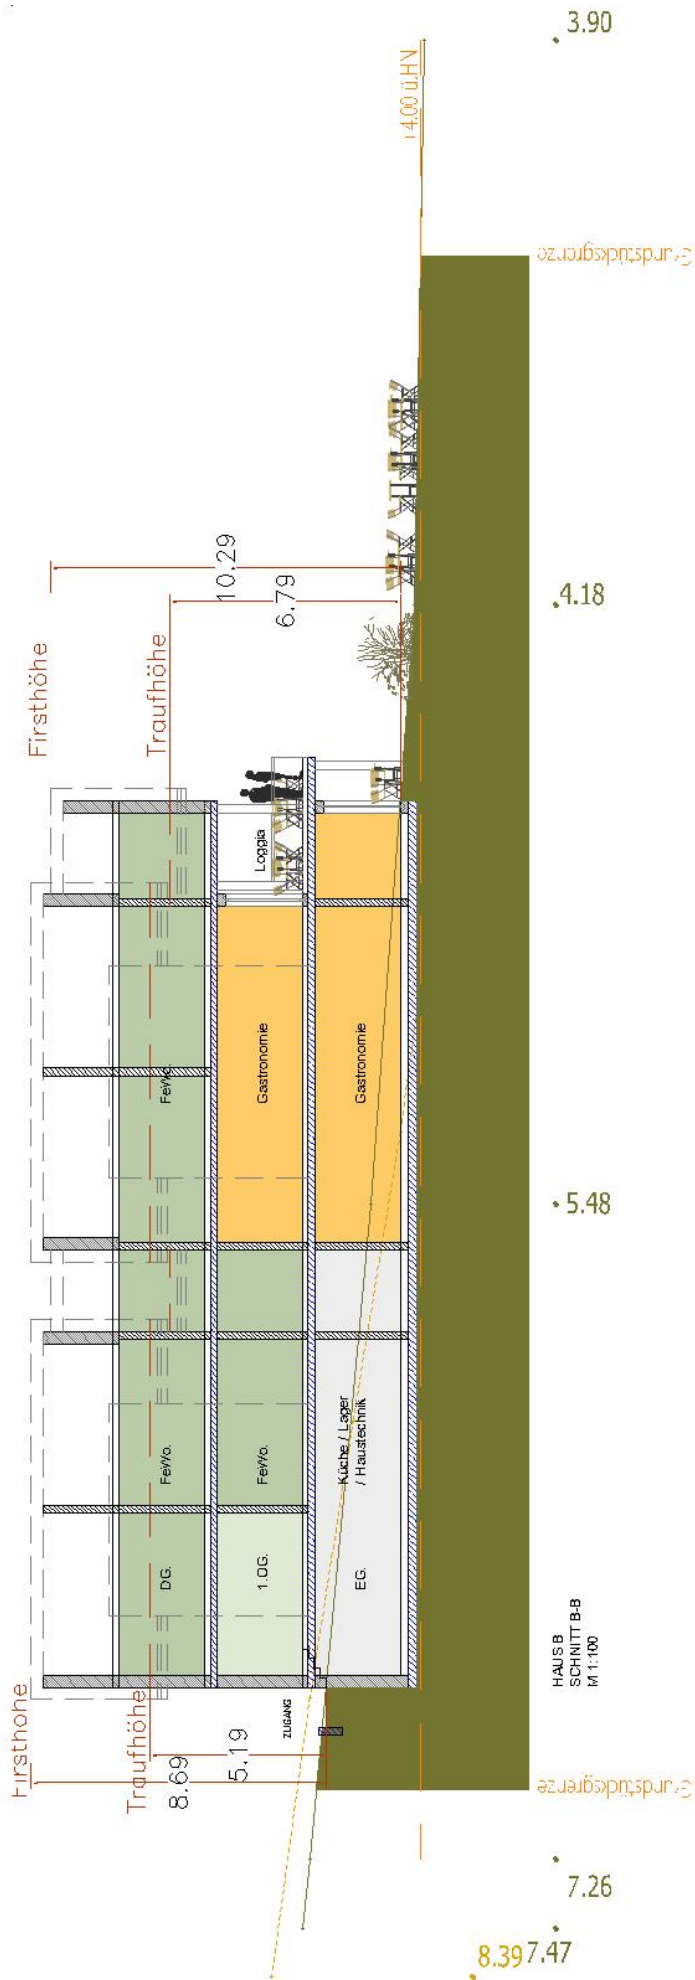 3.90
+4.00 ü.HN
Grundstücksgrenze
10.29
6.79
4.18
Firsthöhe
Traufhöhe
Loggia
FeWo.
Gastronomie
Gastronomie
5.48
FeWo.
FeWo.
Küche / Lager
/ Haustechnik
DG.
1.OG.
EG.
HAUS B
SCHNITT B-B
M 1:100
ZUGANG
Firsthöhe
Traufhöhe
8.69
5.19
Grundstücksgrenze
7.26
7.47
8.39